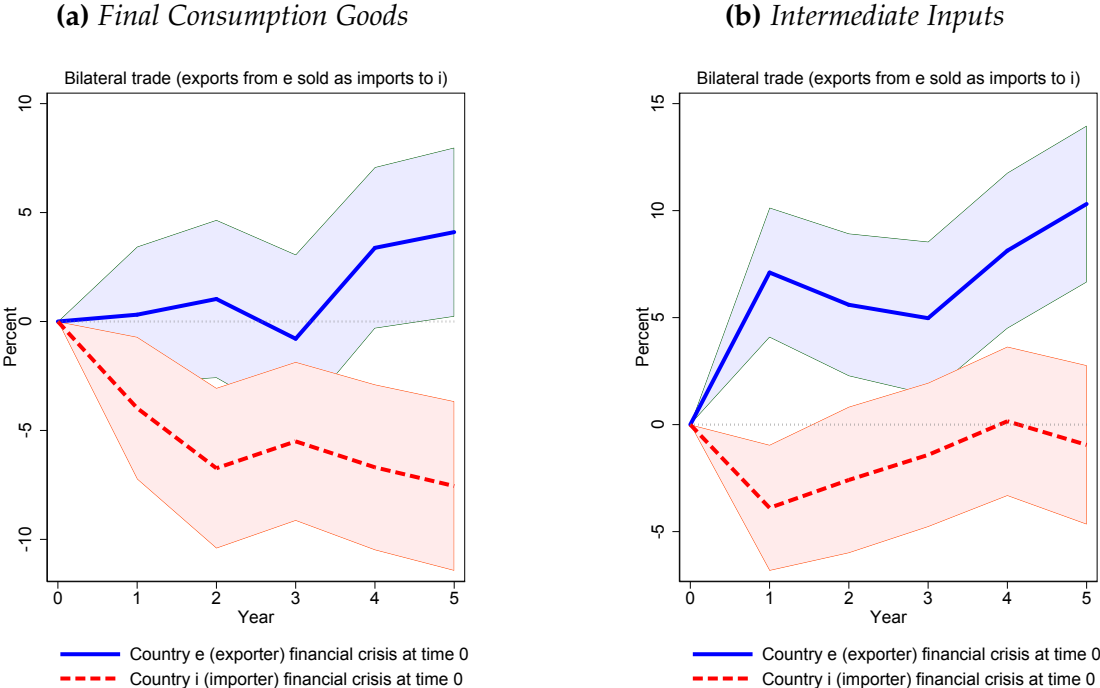 (a) Final Consumption Goods
Bilateral trade (exports from e sold as imports to i)
10
5
0
-5
-10
Percent
0 1 2 3 4 5
Year
Country e (exporter) financial crisis at time 0
Country i (importer) financial crisis at time 0
(b) Intermediate Inputs
Bilateral trade (exports from e sold as imports to i)
15
10
5
0
-5
Percent
0 1 2 3 4 5
Year
Country e (exporter) financial crisis at time 0
Country i (importer) financial crisis at time 0